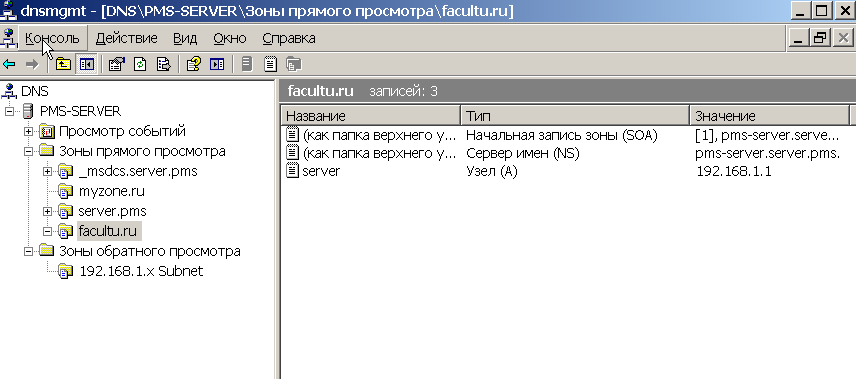 dnsmgmt - [DNS\PMS-SERVER\Зоны прямого просмотра\facultu.ru]
Консоль Действие Вид Окно Справка
DNS
PMS-SERVER
Просмотр событий
Зоны прямого просмотра
_msdcs.server.pms
myzone.ru
server.pms
facultu.ru
Зоны обратного просмотра
192.168.1.x Subnet
facultu.ru записей: 3
Название Тип Значение
(как папка верхнего у... Начальная запись зоны (SOA) [1], pms-server.serve...
(как папка верхнего у... Сервер имен (NS) pms-server.server.pms.
server Узел (A) 192.168.1.1